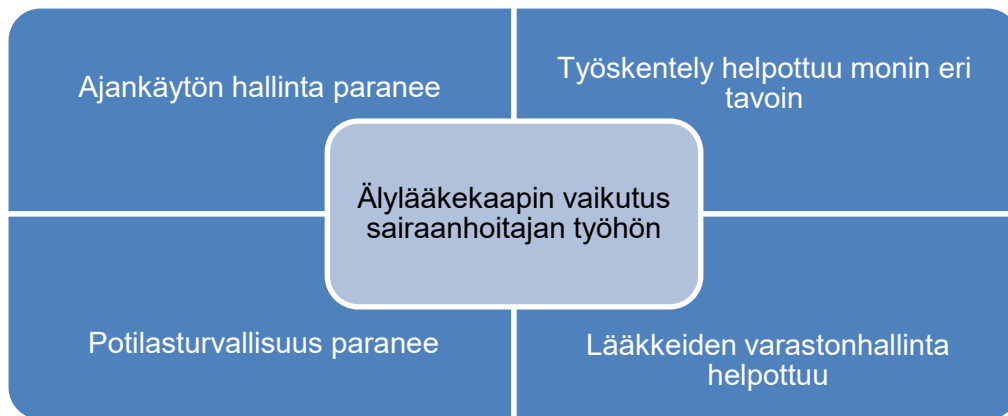 Ajankäytön hallinta paranee
Työskentely helpottuu monin eri
tavoin
Älylääkekaapin vaikutus
sairaanhoitajan työhön
Potilasturvallisuus paranee
Lääkkeiden varastonhallinta
helpottuu